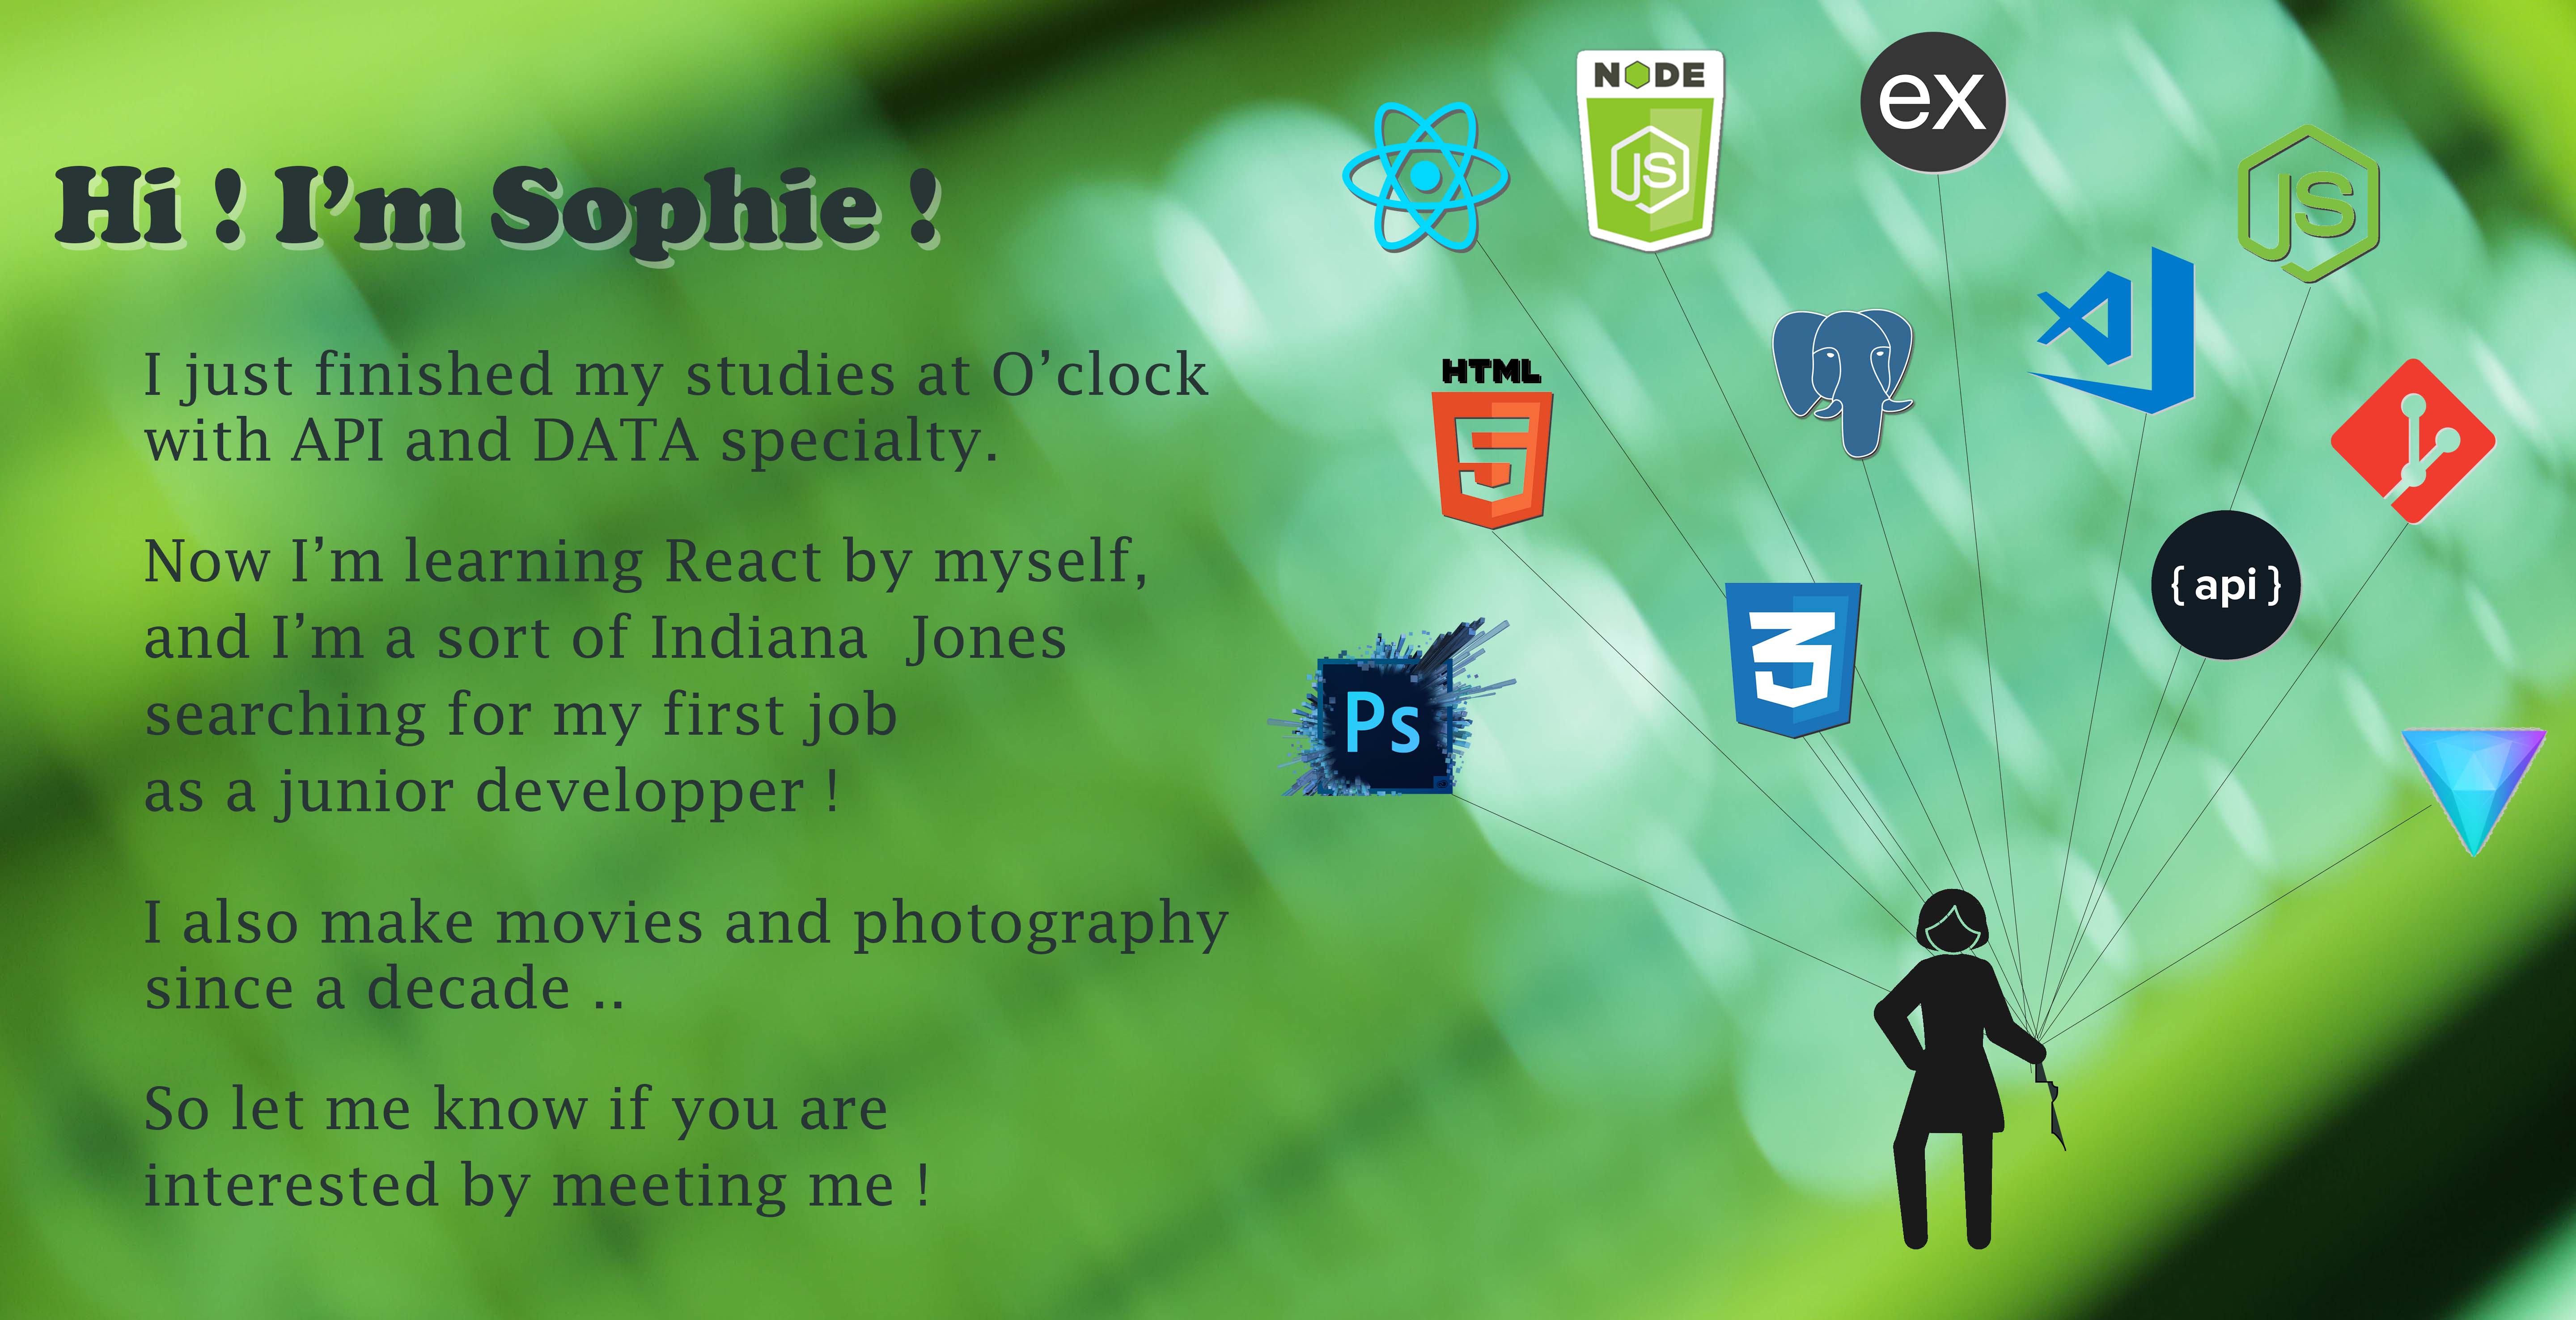 Hi ! I'm Sophie !
I just finished my studies at O'clock
with API and DATA specialty.
Now I'm learning React by myself,
and I'm a sort of Indiana  Jones
searching for my first job
as a junior developper !
I also make movies and photography
since a decade ..
So let me know if you are
interested by meeting me !
NODE
JS
ex
JS
HTML
5
{ api }
3
Ps